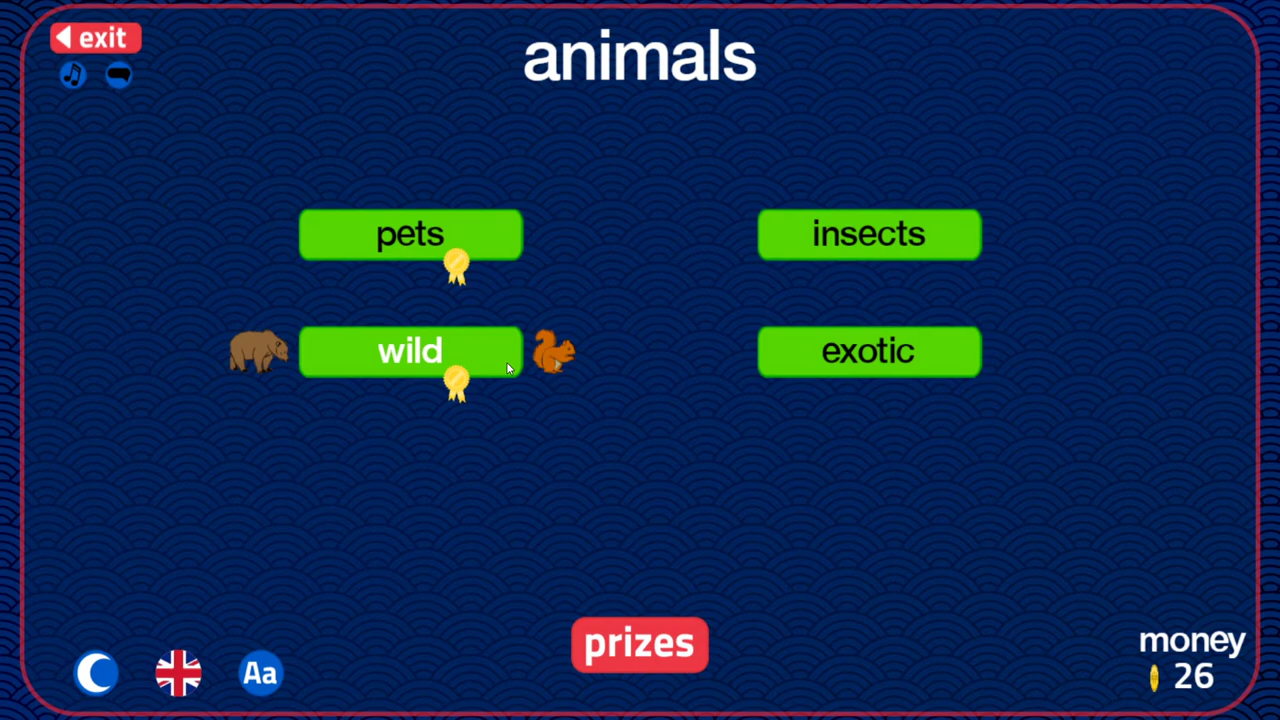 exit
animals
pets
insects
wild
exotic
prizes
Aa
money
26